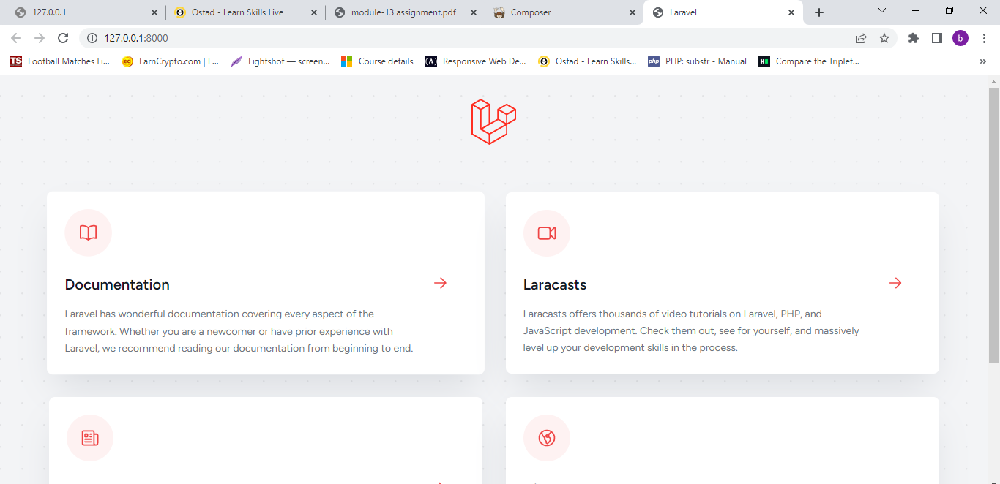 127.0.0.1
Ostad - Learn Skills Live
module-13 assignment.pdf
Composer
Laravel
127.0.0.1:8000
b
TS Football Matches Li...
ec EarnCrypto.com | E...
Lightshot — screen...
Course details
(A) Responsive Web De...
Ostad - Learn Skills...
php PHP: substr - Manual
H Compare the Triplet...
»
Documentation
Laravel has wonderful documentation covering every aspect of the
framework. Whether you are a newcomer or have prior experience with
Laravel, we recommend reading our documentation from beginning to end.
Laracasts
Laracasts offers thousands of video tutorials on Laravel, PHP, and
JavaScript development. Check them out, see for yourself, and massively
level up your development skills in the process.